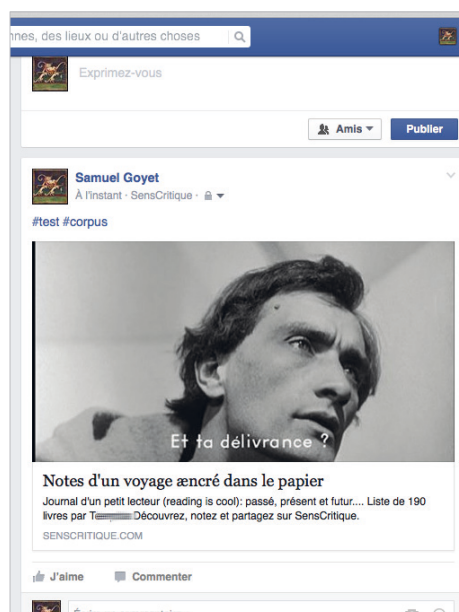 nnes, des lieux ou d'autres choses
Exprimez-vous
Amis
Publier
Samuel Goyet
À l'instant · SensCritique ·
#test #corpus
Et ta délivrance ?
Notes d'un voyage æncré dans le papier
Journal d'un petit lecteur (reading is cool): passé, présent et futur.... Liste de 190
livres par T Découvrez, notez et partagez sur SensCritique.
SENSCRITIQUE.COM
J'aime Commenter